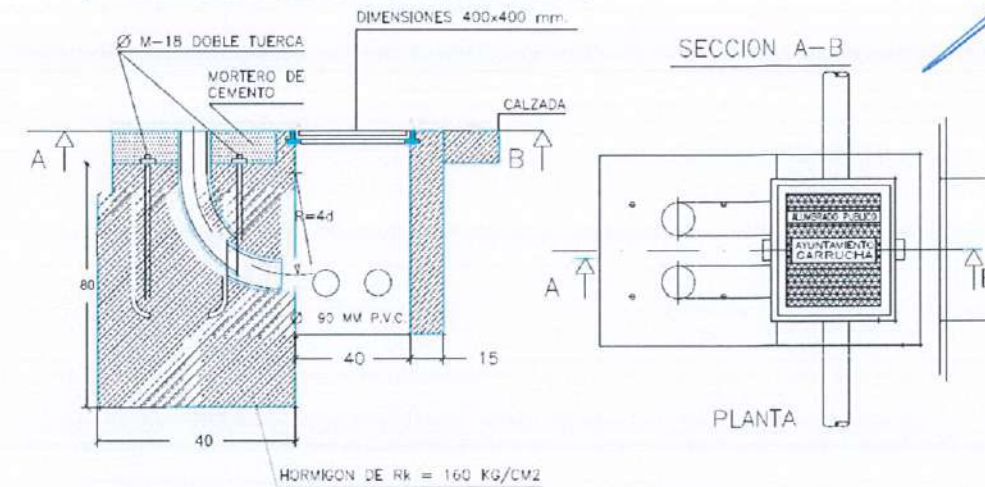 DIMENSIONES 400x400 mm.
Ø M-18 DOBLE TUERCA
MORTERO DE
CEMENTO
CALZADA
A
B
R=4d
80
Ø 90 MM P.V.C.
40
15
40
HORMIGON DE Rk = 160 KG/CM2
SECCION A-B
ALUMBRADO PUBLICO
AYUNTAMIENTO
GARRUCHA
A
PLANTA